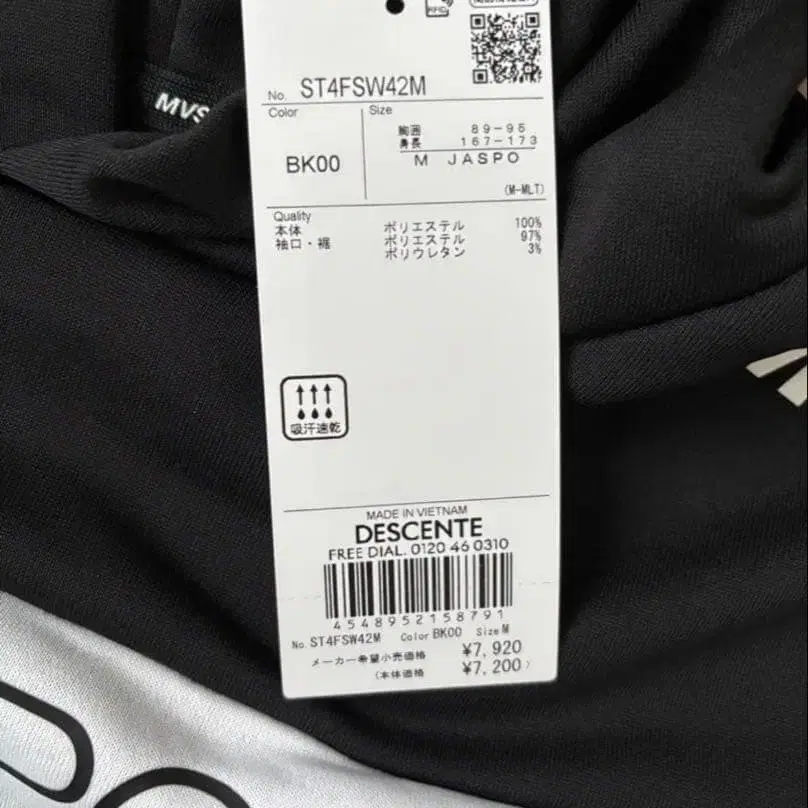 No. ST4FSW42M
MVS
Color
Size
BK00
胸囲 89-95
身長 167-173
M JASPO
(M-MLT)
Quality
本体 ポリエステル 100%
袖口・裾 ポリエステル 97%
ポリウレタン 3%
吸汗速乾
MADE IN VIETNAM
DESCENTE
FREE DIAL. 0120 46 0310
4548952158791
No. ST4FSW42M Color BK00 Size M
メーカー希望小売価格 ¥7,920
(本体価格 ¥7,200)